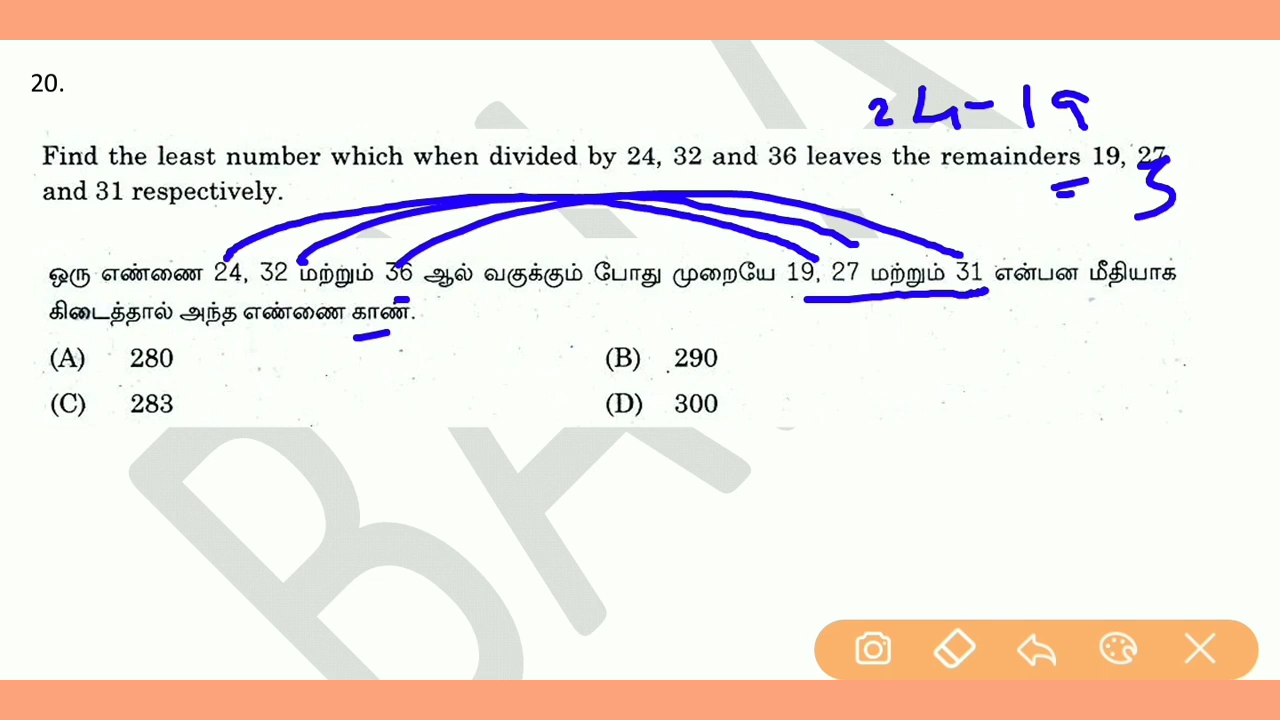 20.
24-19
Find the least number which when divided by 24, 32 and 36 leaves the remainders 19, 27
and 31 respectively.
= 3
ஒரு எண்ணை 24, 32 மற்றும் 36 ஆல் வகுக்கும் போது முறையே 19, 27 மற்றும் 31 என்பன மீதியாக
கிடைத்தால் அந்த எண்ணை காண்.
(A) 280 (B) 290
(C) 283 (D) 300